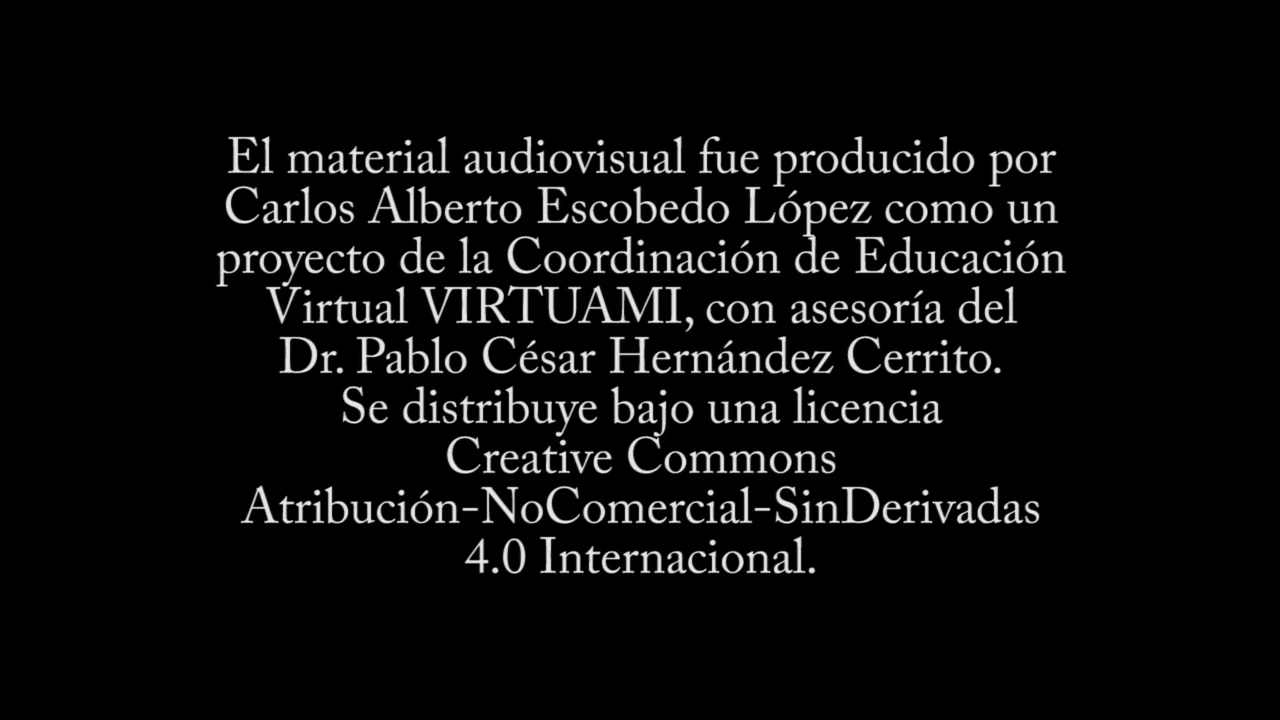 El material audiovisual fue producido por
Carlos Alberto Escobedo López como un
proyecto de la Coordinación de Educación
Virtual VIRTUAMI, con asesoría del
Dr. Pablo César Hernández Cerrito.
Se distribuye bajo una licencia
Creative Commons
Atribución-NoComercial-SinDerivadas
4.0 Internacional.